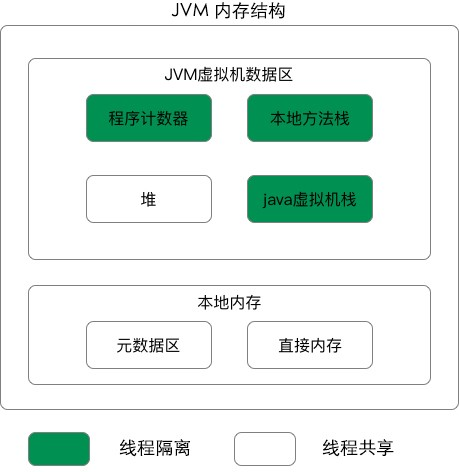 JVM 内存结构
JVM虚拟机数据区
程序计数器
本地方法栈
堆
java虚拟机栈
本地内存
元数据区
直接内存
线程隔离
线程共享